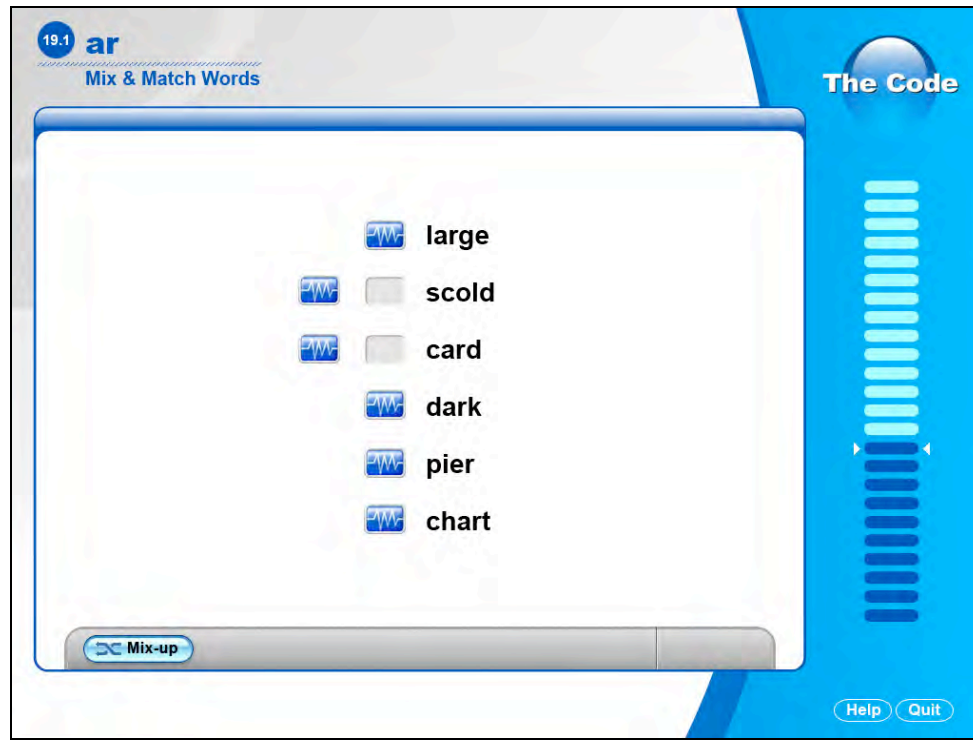 19.1 ar
Mix & Match Words
The Code
large
scold
card
dark
pier
chart
Mix-up
Help Quit